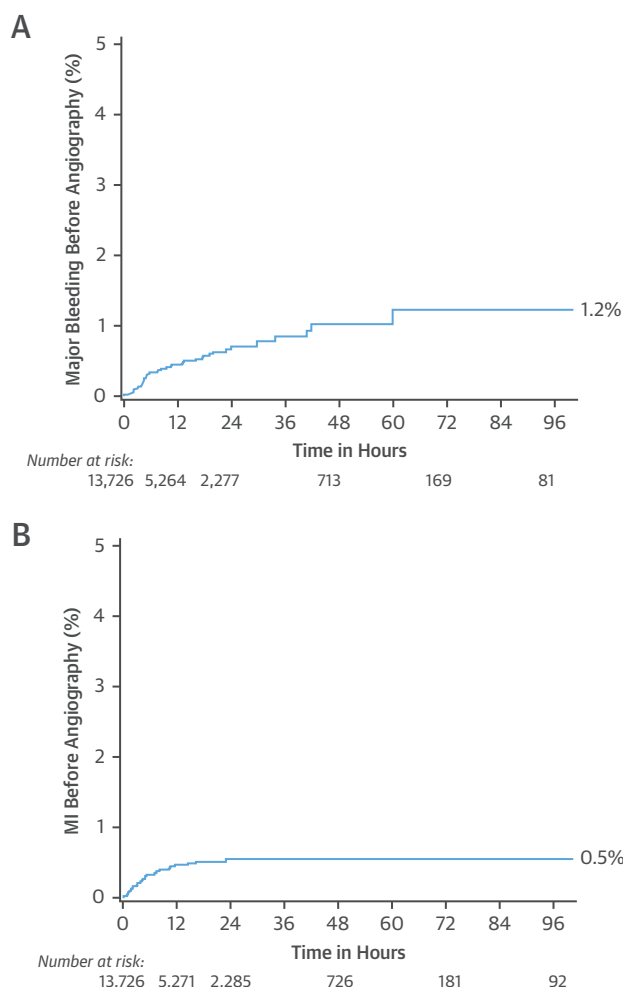 A
Major Bleeding Before Angiography (%)
5
4
3
2
1
0
1.2%
0 12 24 36 48 60 72 84 96
Time in Hours
Number at risk:
13,726 5,264 2,277 713 169 81
B
MI Before Angiography (%)
5
4
3
2
1
0
0.5%
0 12 24 36 48 60 72 84 96
Time in Hours
Number at risk:
13.726 5.271 2.285 726 181 92